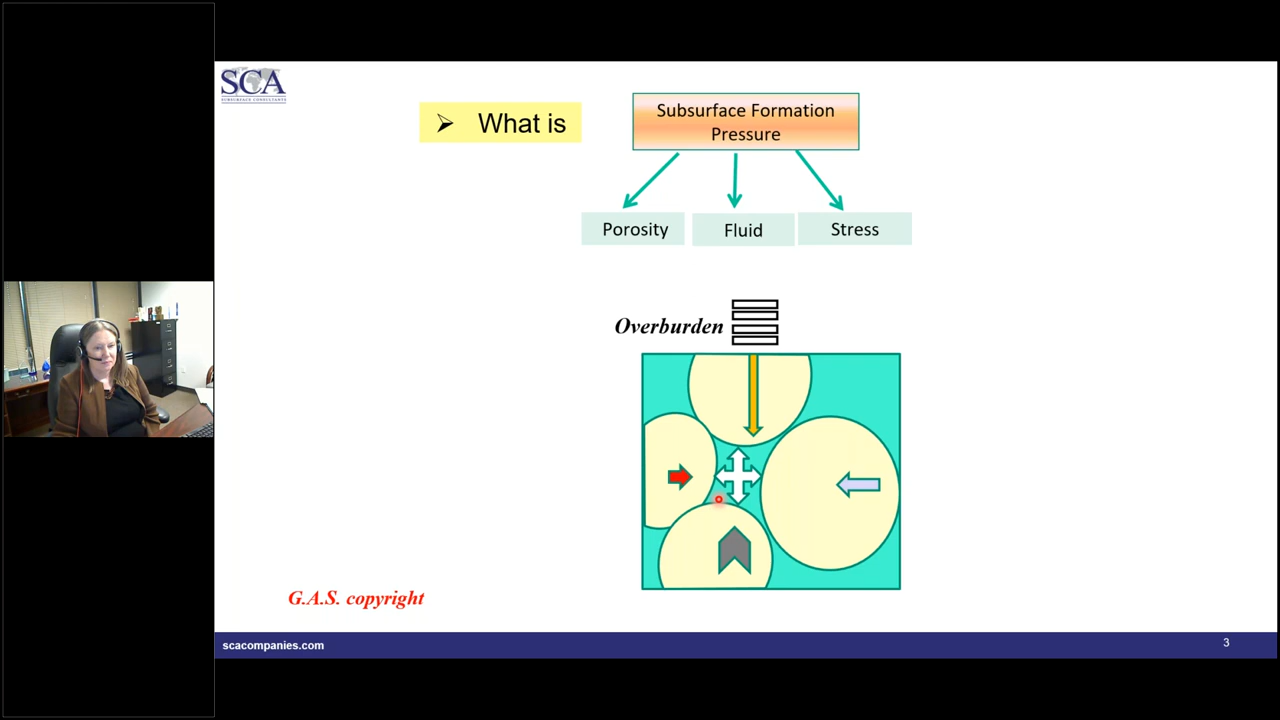 SCA
SUBSURFACE CONSULTANTS
➢ What is
Subsurface Formation
Pressure
Porosity
Fluid
Stress
Overburden
G.A.S. copyright
scacompanies.com
3